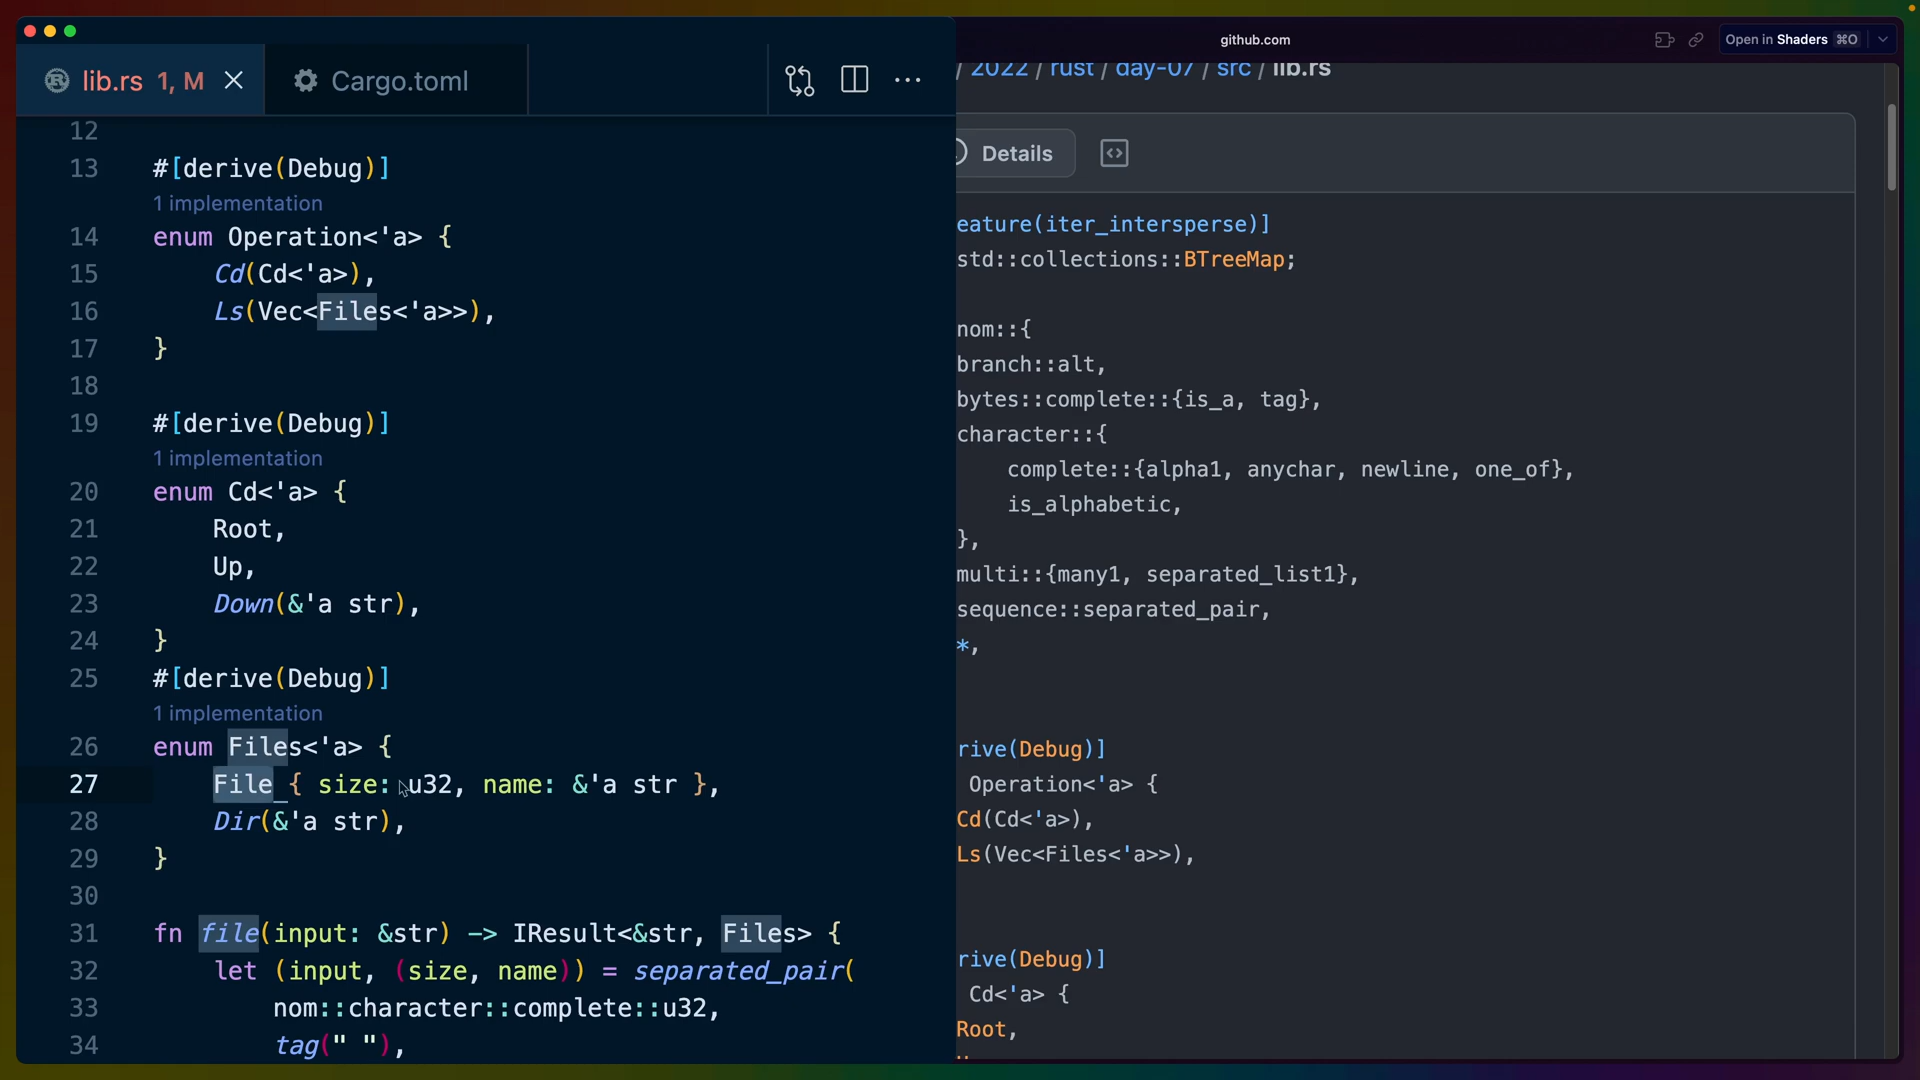 lib.rs 1, M
Cargo.toml
12
13 #[derive(Debug)]
1 implementation
14 enum Operation<'a> {
15 Cd(Cd<'a>),
16 Ls(Vec<Files<'a>>),
17 }
18
19 #[derive(Debug)]
1 implementation
20 enum Cd<'a> {
21 Root,
22 Up,
23 Down(&'a str),
24 }
25 #[derive(Debug)]
1 implementation
26 enum Files<'a> {
27 File { size: u32, name: &'a str },
28 Dir(&'a str),
29 }
30
31 fn file(input: &str) -> IResult<&str, Files> {
32 let (input, (size, name)) = separated_pair(
33 nom::character::complete::u32,
34 tag(" "),
github.com
Open in Shaders ⌘O
/ 2022 / rust / day-07 / src / lib.rs
Details
eature(iter_intersperse)]
std::collections::BTreeMap;
nom::{
branch::alt,
bytes::complete::{is_a, tag},
character::{
complete::{alpha1, anychar, newline, one_of},
is_alphabetic,
},
multi::{many1, separated_list1},
sequence::separated_pair,
*,
rive(Debug)]
Operation<'a> {
Cd(Cd<'a>),
Ls(Vec<Files<'a>>),
rive(Debug)]
Cd<'a> {
Root,